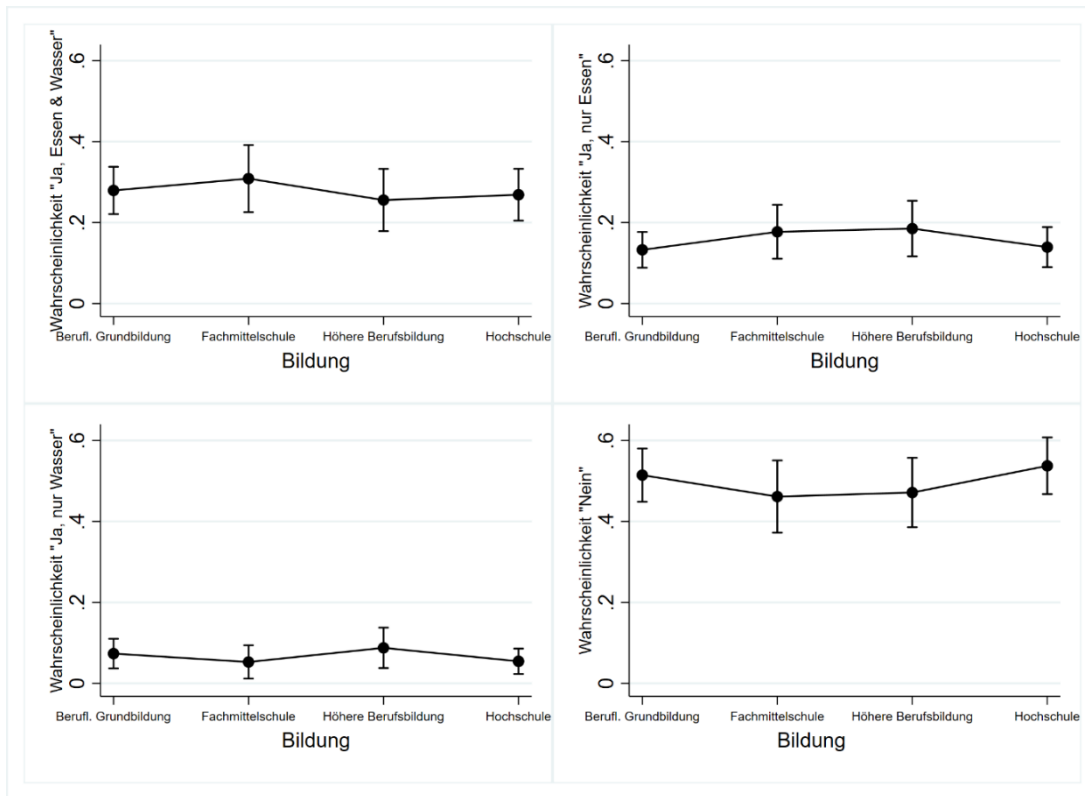 Wahrscheinlichkeit "Ja, Essen & Wasser"
.6
.4
.2
0
Berufl. Grundbildung Fachmittelschule Höhere Berufsbildung Hochschule
Bildung
Wahrscheinlichkeit "Ja, nur Essen"
.6
.4
.2
0
Berufl. Grundbildung Fachmittelschule Höhere Berufsbildung Hochschule
Bildung
Wahrscheinlichkeit "Ja, nur Wasser"
.6
.4
.2
0
Berufl. Grundbildung Fachmittelschule Höhere Berufsbildung Hochschule
Bildung
Wahrscheinlichkeit "Nein"
.6
.4
.2
0
Berufl. Grundbildung Fachmittelschule Höhere Berufsbildung Hochschule
Bildung